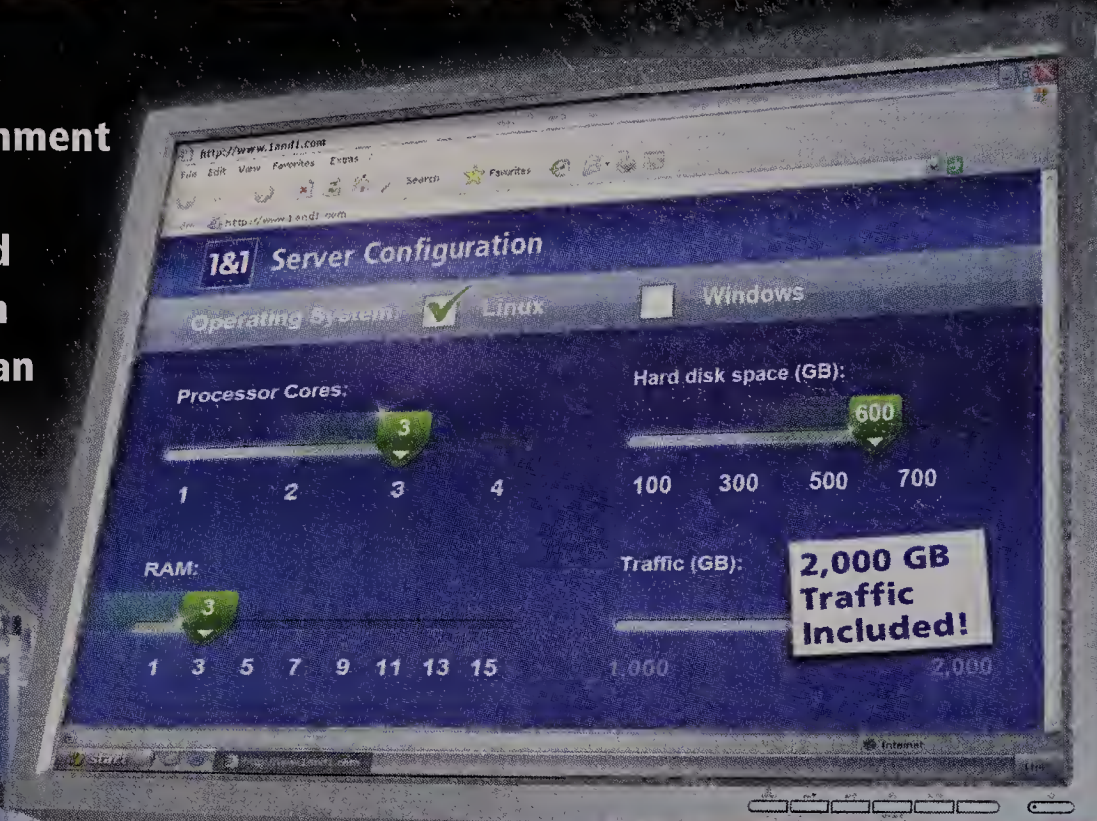 nment
d
n
an
http://www.1and1.com
File Edit View Favorites Extras
Search Favorites
http://www.1and1.com
1&1 Server Configuration
Operating System: Linux Windows
Processor Cores:
3
1 2 3 4
Hard disk space (GB):
600
100 300 500 700
RAM:
3
1 3 5 7 9 11 13 15
Traffic (GB):
2,000 GB
Traffic
Included!
1,000 2,000
Internet
start